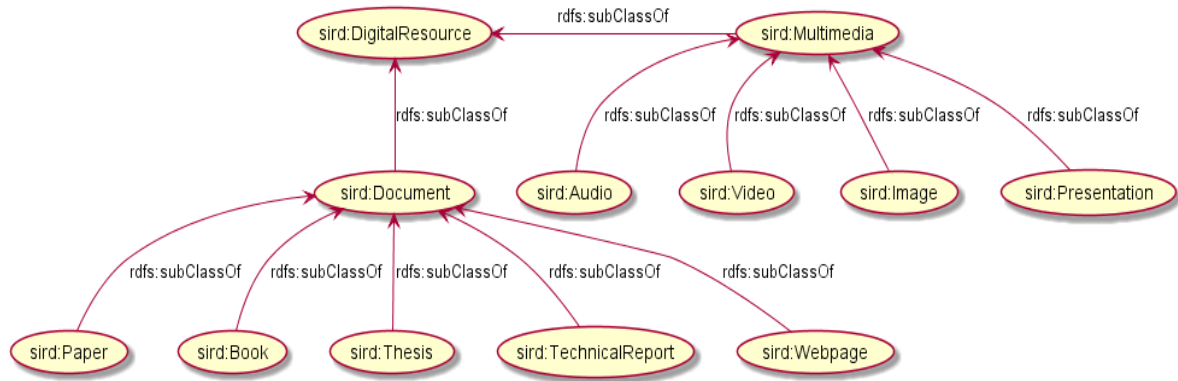 rdfs:subClassOf
sird:DigitalResource
sird:Multimedia
rdfs:subClassOf
rdfs:subClassOf
rdfs:subClassOf
rdfs:subClassOf
rdfs:subClassOf
sird:Document
sird:Audio
sird:Video
sird:Image
sird:Presentation
rdfs:subClassOf
rdfs:subClassOf
rdfs:subClassOf
rdfs:subClassOf
rdfs:subClassOf
sird:Paper
sird:Book
sird:Thesis
sird:TechnicalReport
sird:Webpage